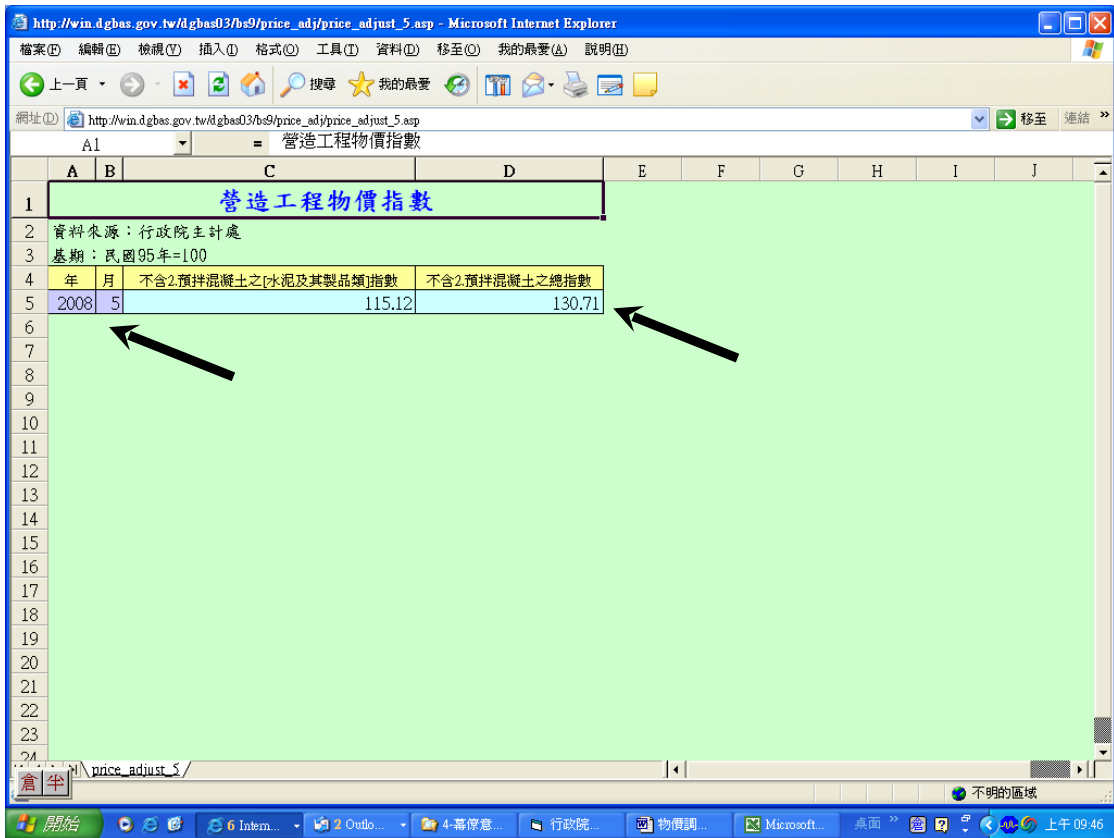 http://win.dgbas.gov.tw/dgbas03/bs9/price_adj/price_adjust_5.asp - Microsoft Internet Explorer
檔案(F) 編輯(E) 檢視(V) 插入(I) 格式(O) 工具(T) 資料(D) 移至(O) 我的最愛(A) 說明(H)
上一頁 搜尋 我的最愛
網址(D) http://win.dgbas.gov.tw/dgbas03/bs9/price_adj/price_adjust_5.asp 移至 連結 »
A1 = 營造工程物價指數
A B C D E F G H I J
1 營造工程物價指數
2 資料來源：行政院主計處
3 基期：民國95年=100
4 年 月 不含2.預拌混凝土之[水泥及其製品類]指數 不含2.預拌混凝土之總指數
5 2008 5 115.12 130.71
6
7
8
9
10
11
12
13
14
15
16
17
18
19
20
21
22
23
24
price_adjust_5
倉 半
不明的區域
開始 6 Intern... 2 Outlo... 4-幕僚意... 行政院... 物價調... Microsoft... 桌面 » 上午 09:46